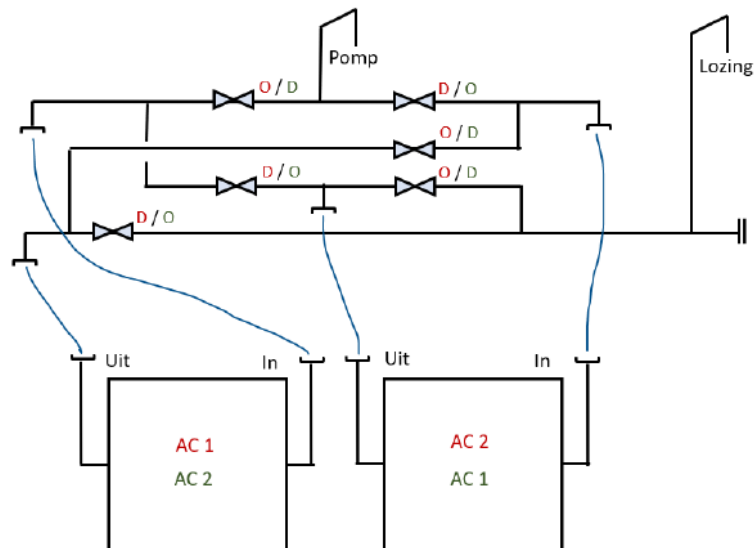 Pomp
Lozing
O / D
D / O
O / D
D / O
O / D
D / O
Uit
In
Uit
In
AC 1
AC 2
AC 2
AC 1